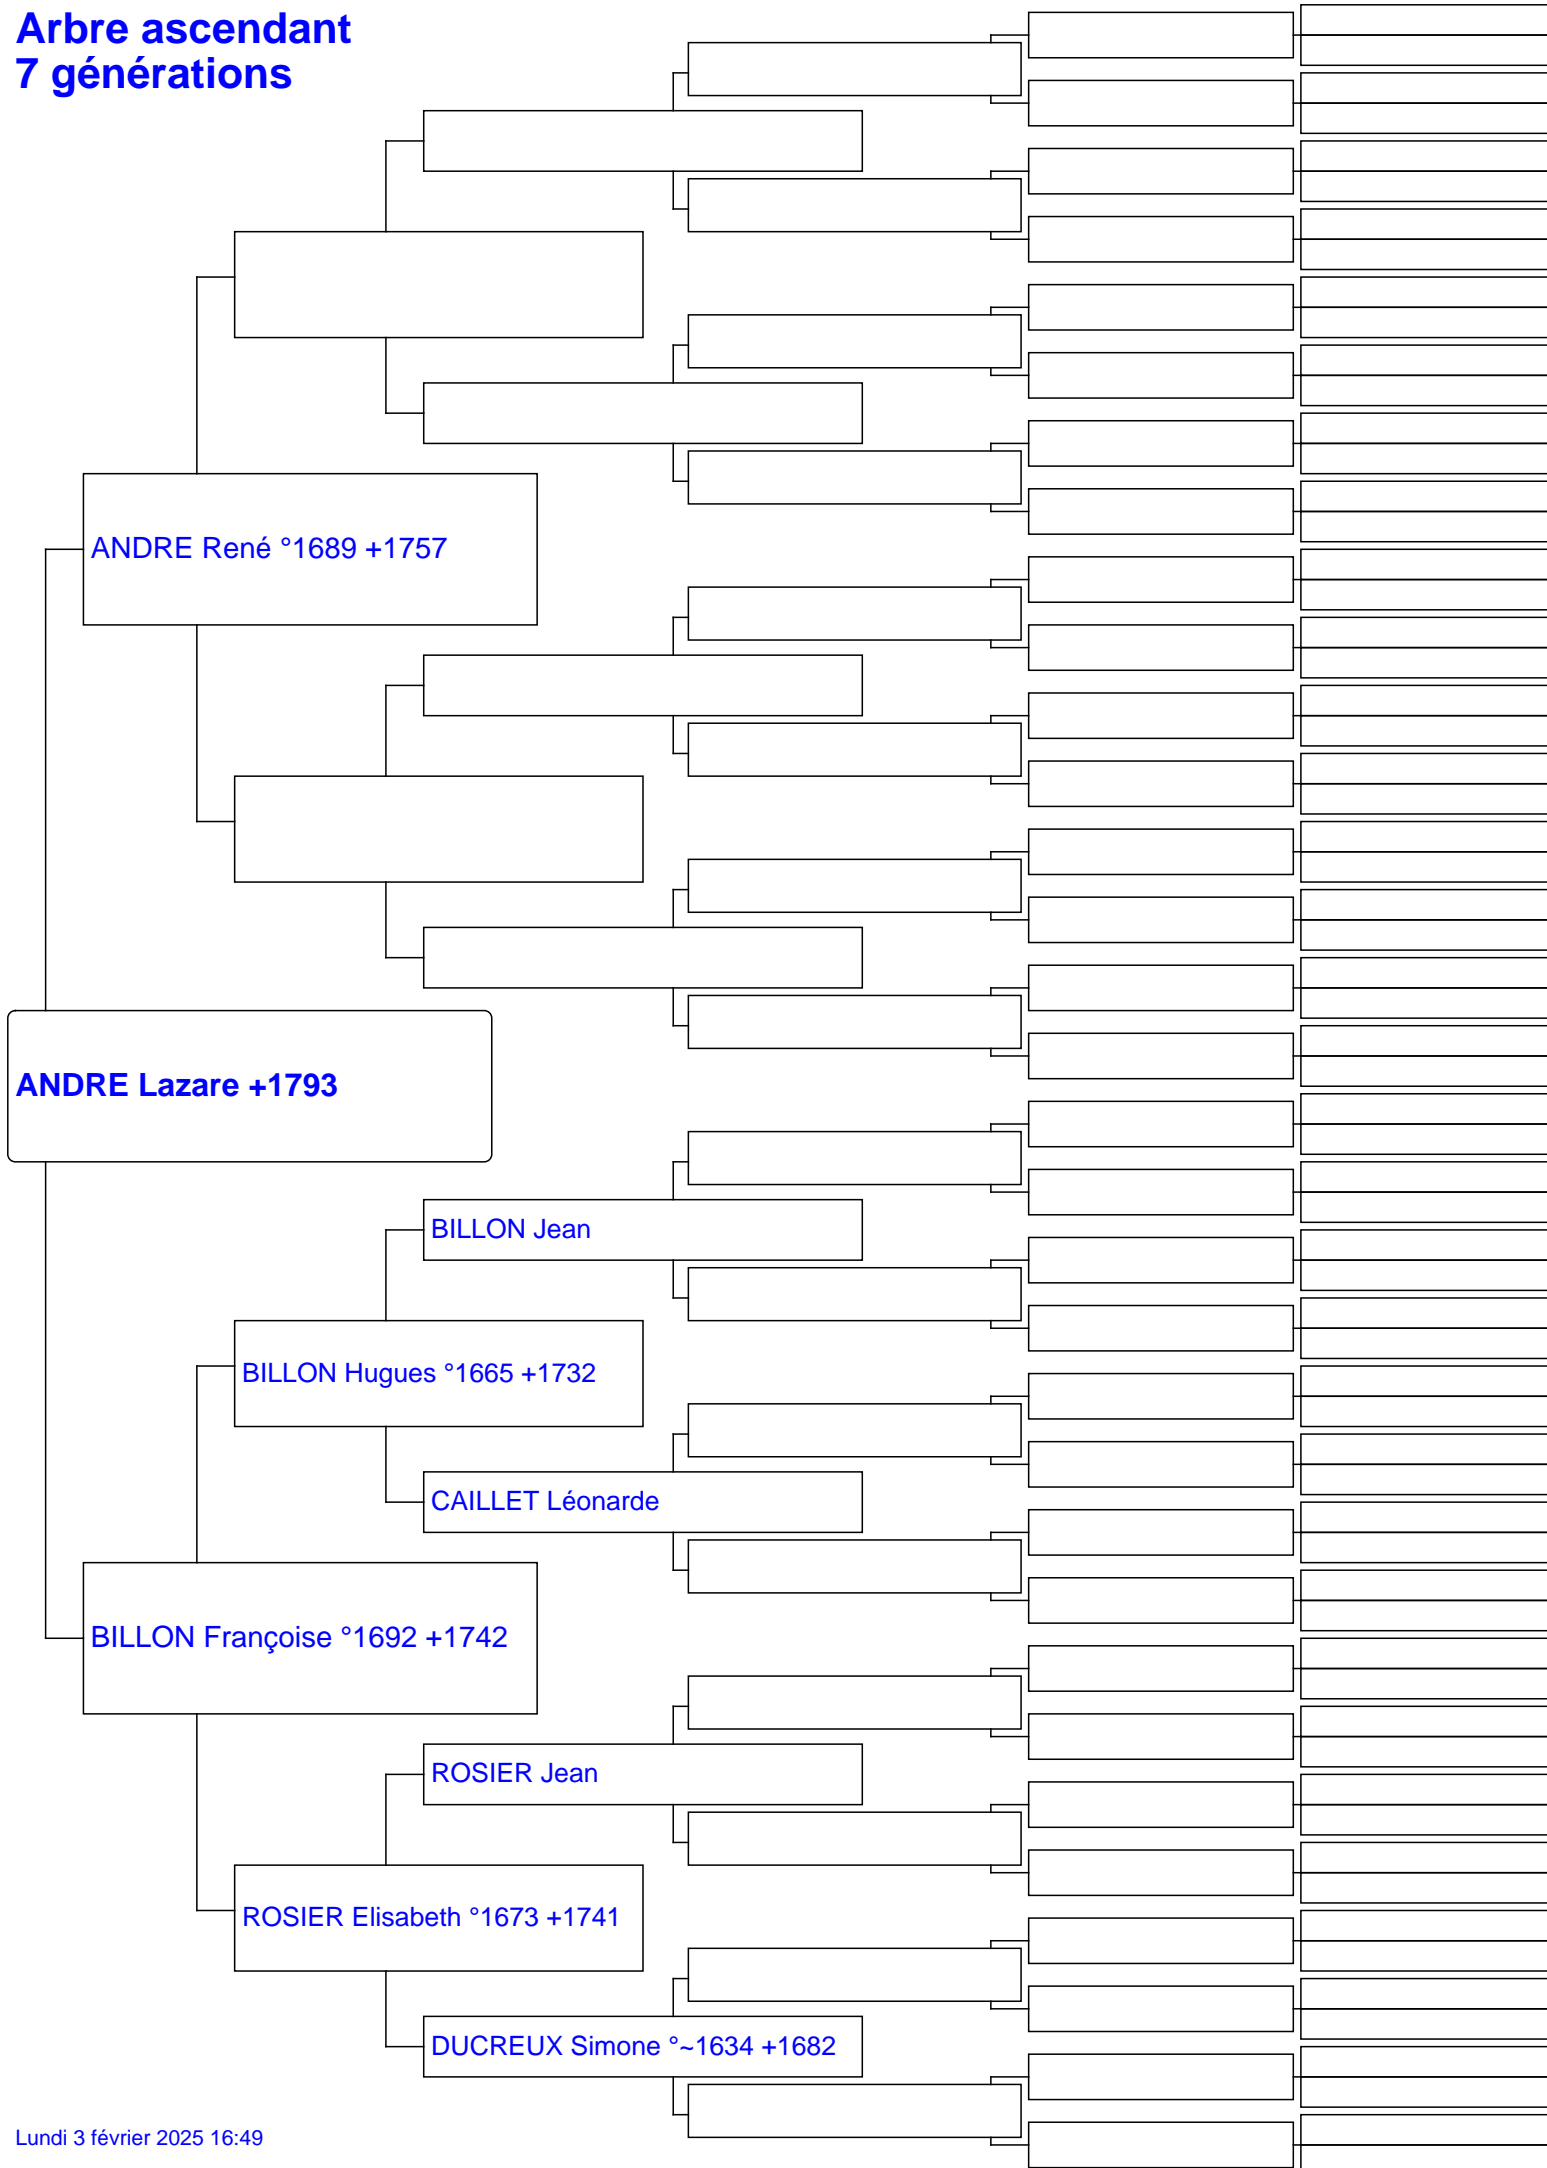 Arbre ascendant
7 générations
ANDRE René °1689 +1757
ANDRE Lazare +1793
BILLON Jean
BILLON Hugues °1665 +1732
CAILLET Léonarde
BILLON Françoise °1692 +1742
ROSIER Jean
ROSIER Elisabeth °1673 +1741
DUCREUX Simone °~1634 +1682
Lundi 3 février 2025 16:49